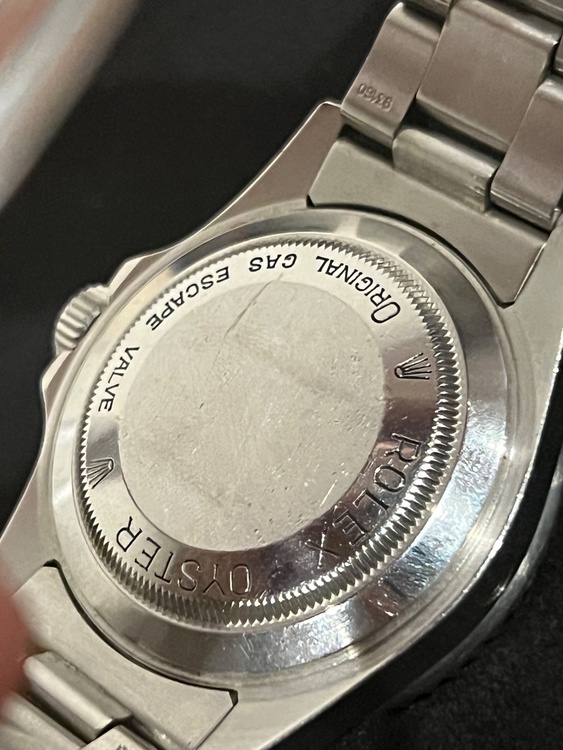 93160
ORIGINAL GAS ESCAPE VALVE
ROLEX OYSTER